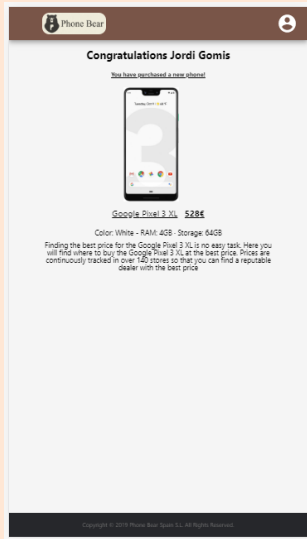 Phone Bear
Congratulations Jordi Gomis
You have purchased a new phone!
Google Pixel 3 XL 528€
Color: White - RAM: 4GB - Storage: 64GB
Finding the best price for the Google Pixel 3 XL is no easy task. Here you
will find where to buy the Google Pixel 3 XL at the best price. Prices are
continuously tracked in over 140 stores so that you can find a reputable
dealer with the best price
Copyright © 2019 Phone Bear Spain S.L. All Rights Reserved.